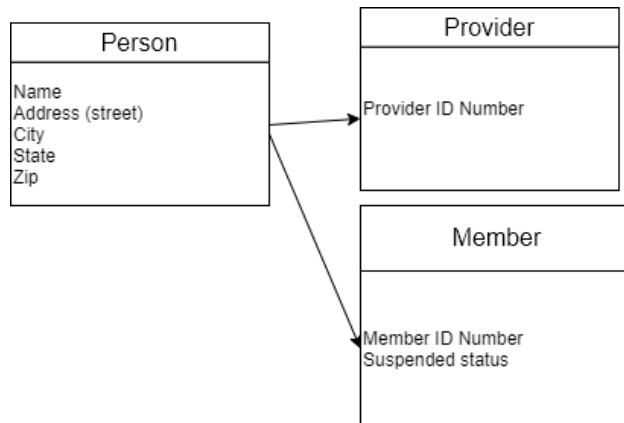 Person
Name
Address (street)
City
State
Zip
Provider
Provider ID Number
Member
Member ID Number
Suspended status